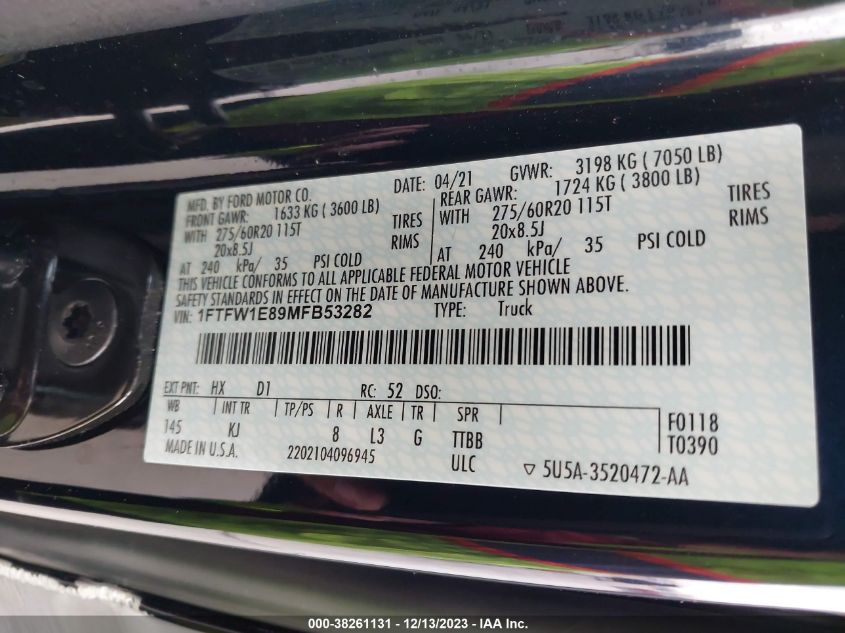 MFD. BY FORD MOTOR CO. DATE: 04/21 GVWR: 3198 KG ( 7050 LB)
FRONT GAWR: 1633 KG ( 3600 LB) REAR GAWR: 1724 KG ( 3800 LB)
WITH 275/60R20 115T TIRES WITH 275/60R20 115T TIRES
20x8.5J RIMS 20x8.5J RIMS
AT 240 kPa/ 35 PSI COLD AT 240 kPa/ 35 PSI COLD
THIS VEHICLE CONFORMS TO ALL APPLICABLE FEDERAL MOTOR VEHICLE
SAFETY STANDARDS IN EFFECT ON THE DATE OF MANUFACTURE SHOWN ABOVE.
VIN: 1FTFW1E89MFB53282 TYPE: Truck
EXT PNT: HX D1 RC: 52 DSO:
WB INT TR TP/PS R AXLE TR SPR F0118
145 KJ 8 L3 G TTBB T0390
MADE IN U.S.A. 2202104096945 ULC ▽ 5U5A-3520472-AA
000-38261131 - 12/13/2023 - IAA Inc.